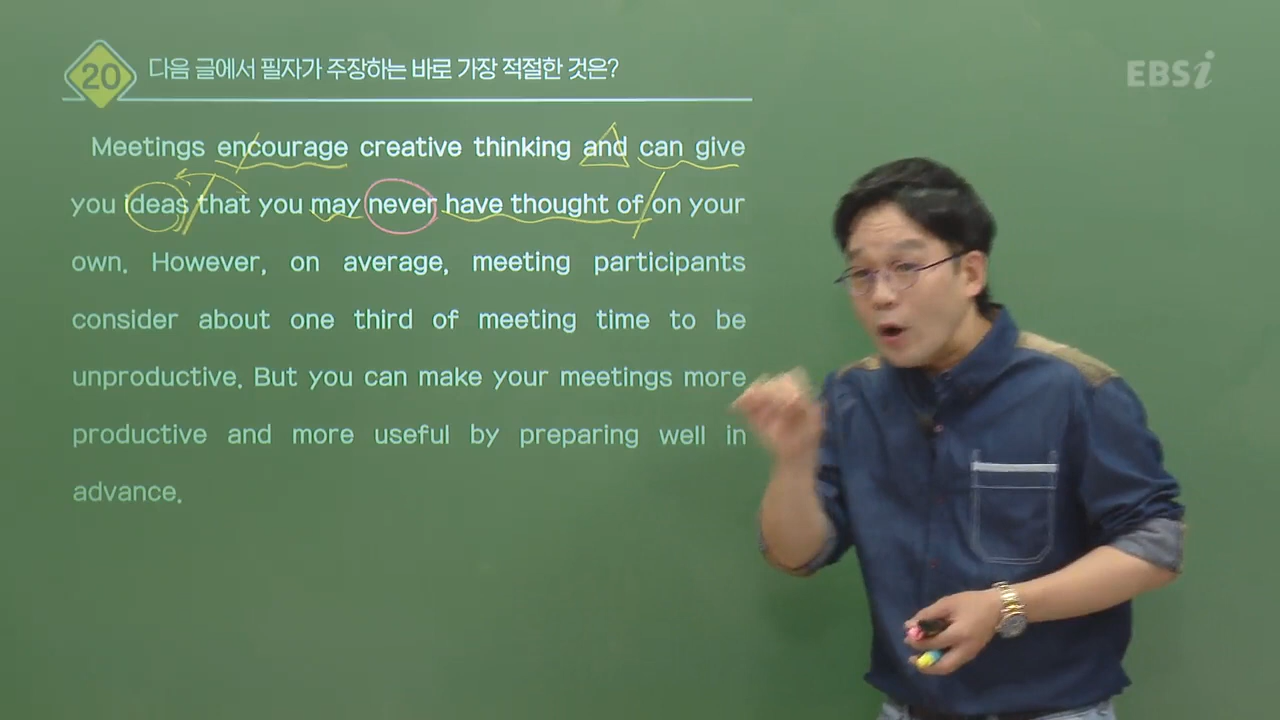 20 다음 글에서 필자가 주장하는 바로 가장 적절한 것은?
EBSi
Meetings encourage creative thinking and can give
you ideas that you may never have thought of on your
own. However, on average, meeting participants
consider about one third of meeting time to be
unproductive. But you can make your meetings more
productive and more useful by preparing well in
advance.